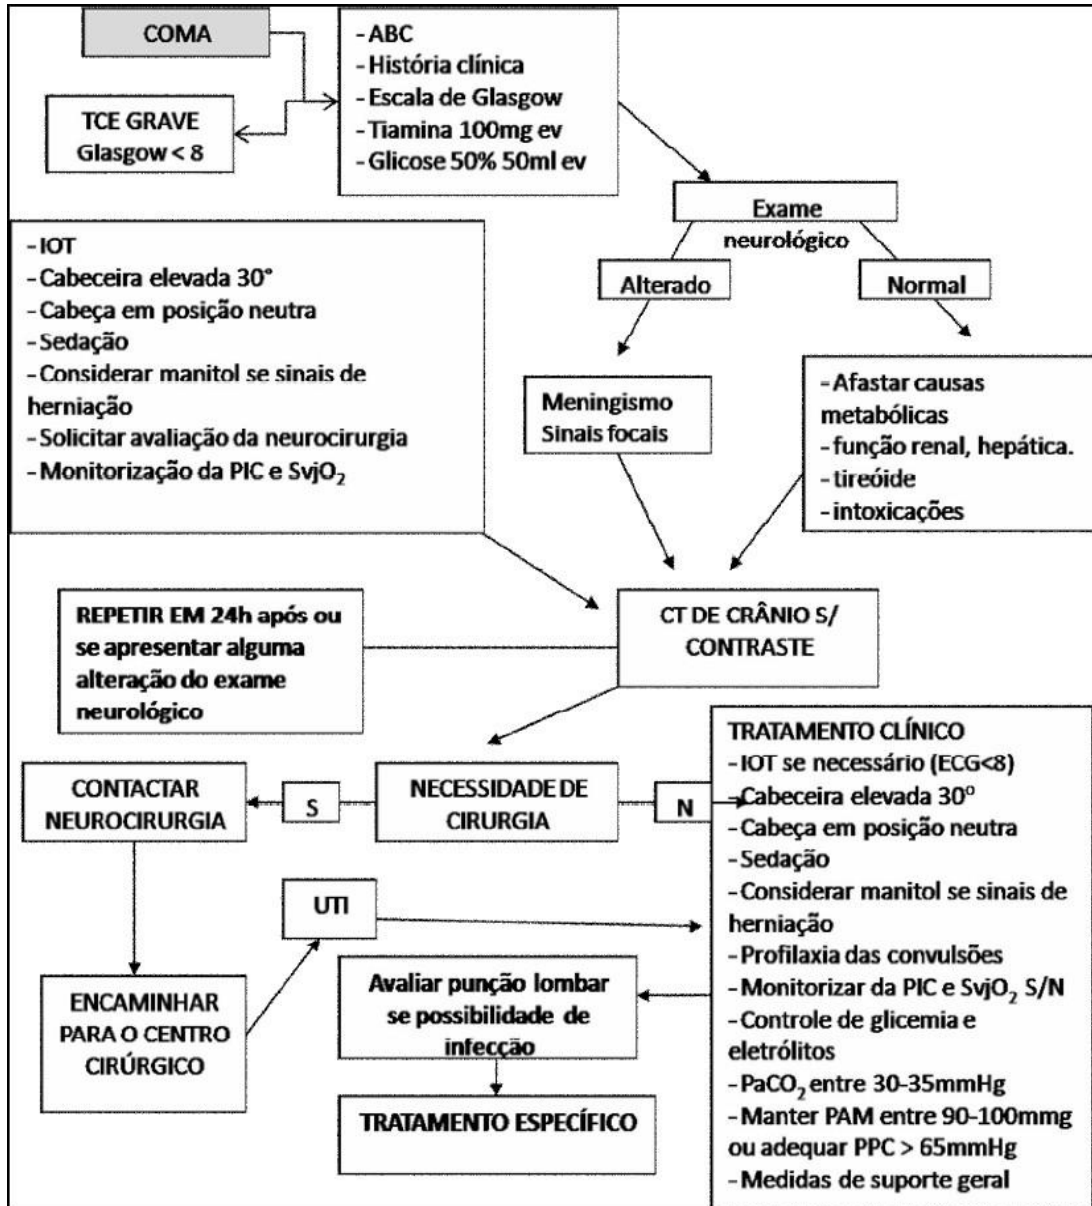 COMA
- ABC
- História clínica
- Escala de Glasgow
- Tiamina 100mg ev
- Glicose 50% 50ml ev
TCE GRAVE
Glasgow < 8
Exame
neurológico
Alterado
Normal
- IOT
- Cabeceira elevada 30°
- Cabeça em posição neutra
- Sedação
- Considerar manitol se sinais de
herniação
- Solicitar avaliação da neurocirurgia
- Monitorização da PIC e SvjO₂
Meningismo
Sinais focais
- Afastar causas
metabólicas
- função renal, hepática.
- tireóide
- intoxicações
REPETIR EM 24h após ou
se apresentar alguma
alteração do exame
neurológico
CT DE CRÂNIO S/
CONTRASTE
CONTACTAR
NEUROCIRURGIA
S
NECESSIDADE DE
CIRURGIA
N
TRATAMENTO CLÍNICO
- IOT se necessário (ECG<8)
- Cabeceira elevada 30°
- Cabeça em posição neutra
- Sedação
- Considerar manitol se sinais de
herniação
- Profilaxia das convulsões
- Monitorizar da PIC e SvjO₂ S/N
- Controle de glicemia e
eletrólitos
- PaCO₂ entre 30-35mmHg
- Manter PAM entre 90-100mmg
ou adequar PPC > 65mmHg
- Medidas de suporte geral
UTI
ENCAMINHAR
PARA O CENTRO
CIRÚRGICO
Avaliar punção lombar
se possibilidade de
infecção
TRATAMENTO ESPECÍFICO